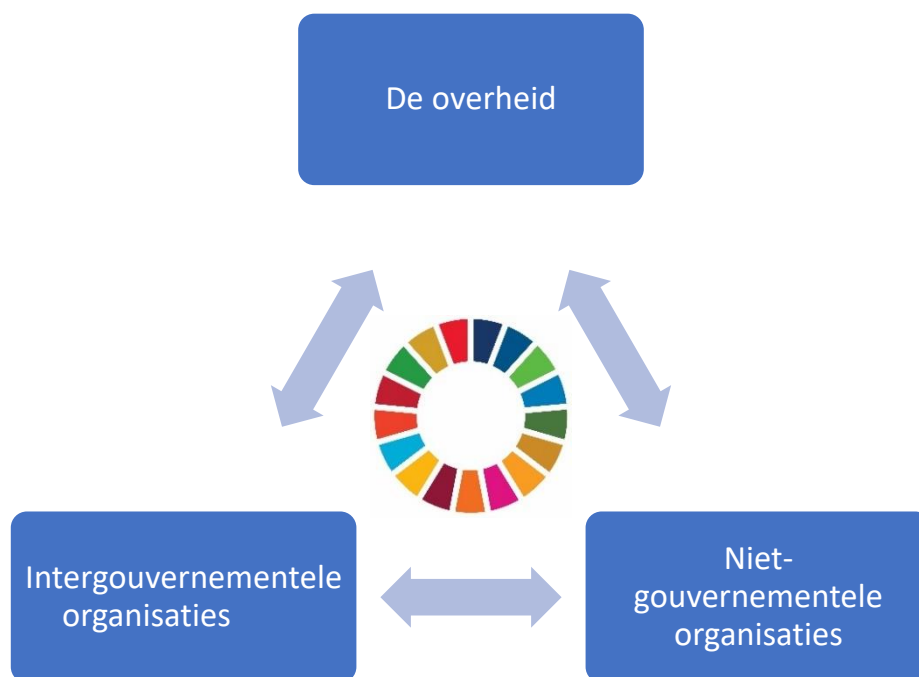 De overheid
Intergouvernementele
organisaties
Niet-
gouvernementele
organisaties